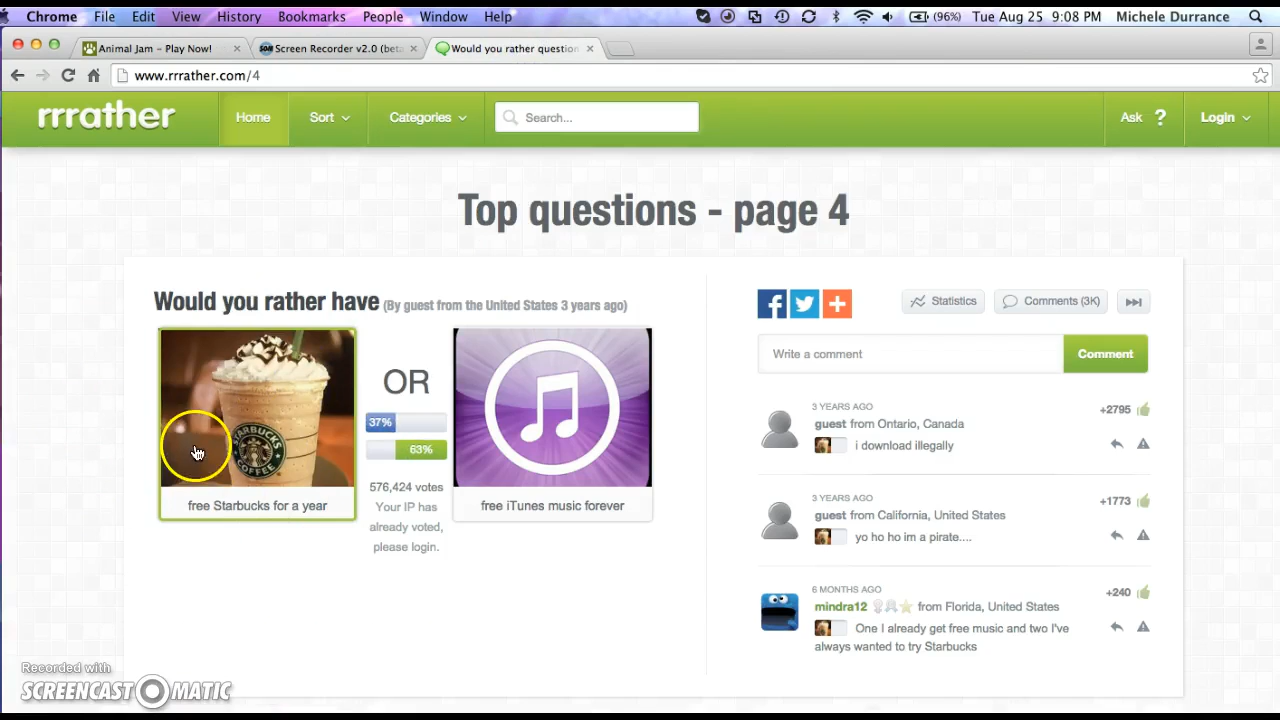 Chrome File Edit View History Bookmarks People Window Help (96%) Tue Aug 25 9:08 PM Michele Durrance
Animal Jam – Play Now! × Screen Recorder v2.0 (beta × Would you rather question ×
www.rrrather.com/4
rrrather Home Sort Categories Search... Ask ? Login
Top questions - page 4
Would you rather have (By guest from the United States 3 years ago)
STARBUCKS
COFFEE
free Starbucks for a year
OR
37%
63%
576,424 votes
Your IP has
already voted,
please login.
free iTunes music forever
Statistics Comments (3K)
Write a comment Comment
3 YEARS AGO +2795
guest from Ontario, Canada
i download illegally
3 YEARS AGO +1773
guest from California, United States
yo ho ho im a pirate....
6 MONTHS AGO +240
mindra12 from Florida, United States
One I already get free music and two I've
always wanted to try Starbucks
Recorded with
SCREENCAST O MATIC